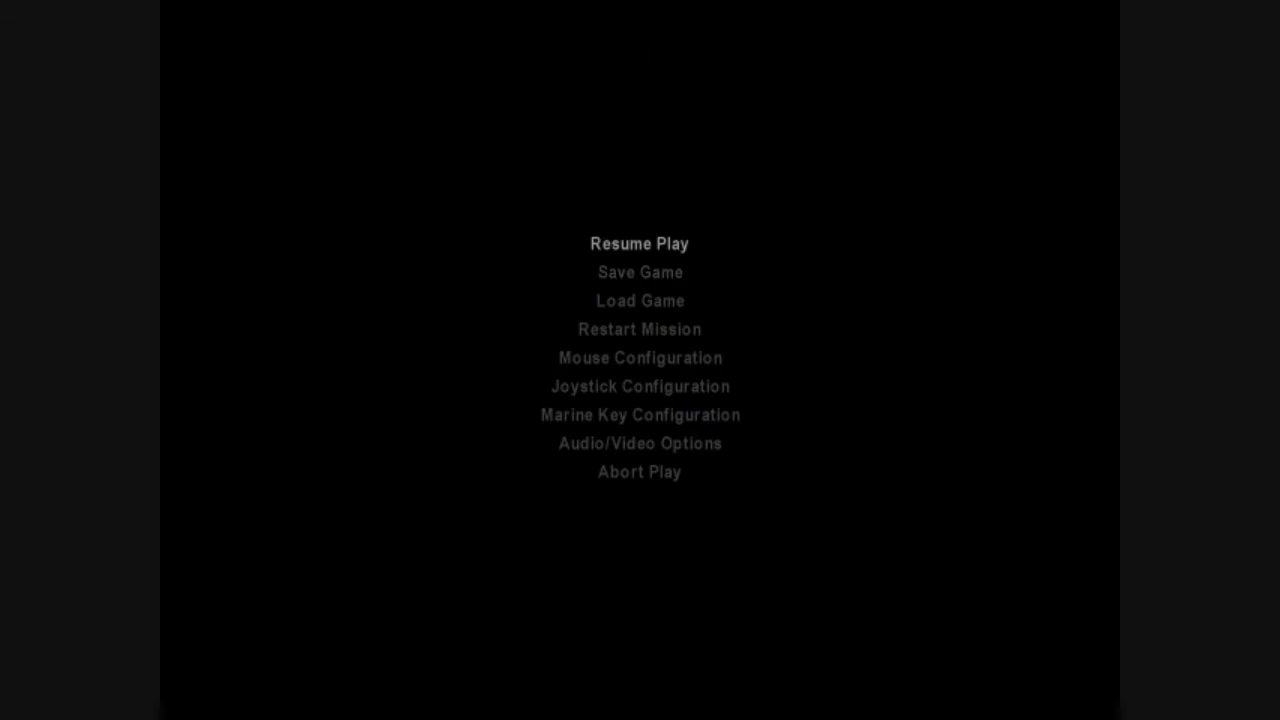 Resume Play
Save Game
Load Game
Restart Mission
Mouse Configuration
Joystick Configuration
Marine Key Configuration
Audio/Video Options
Abort Play